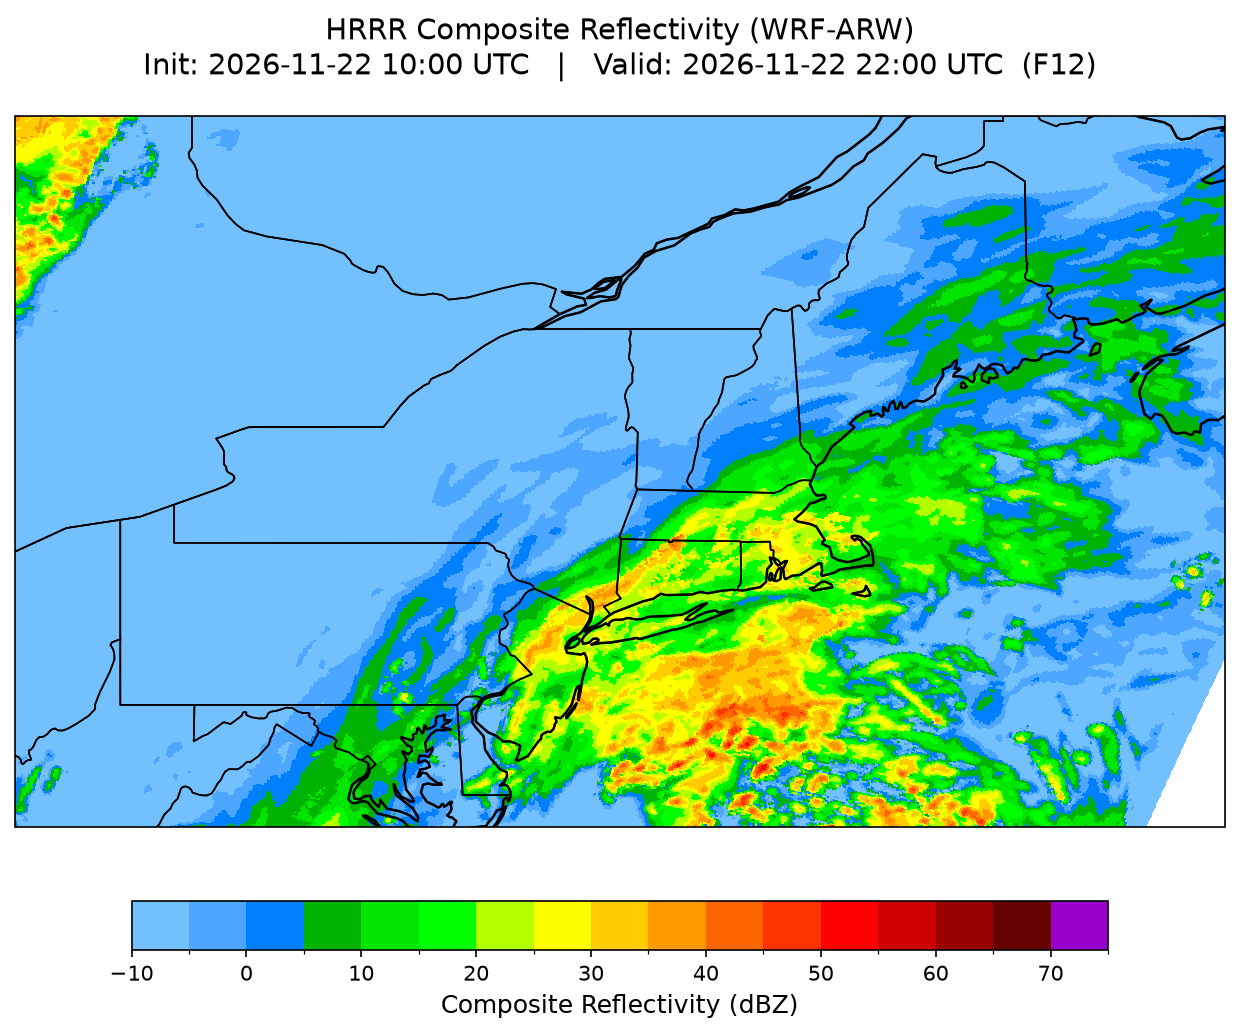 HRRR Composite Reflectivity (WRF-ARW)
Init: 2026-11-22 10:00 UTC | Valid: 2026-11-22 22:00 UTC (F12)
−10 0 10 20 30 40 50 60 70
Composite Reflectivity (dBZ)